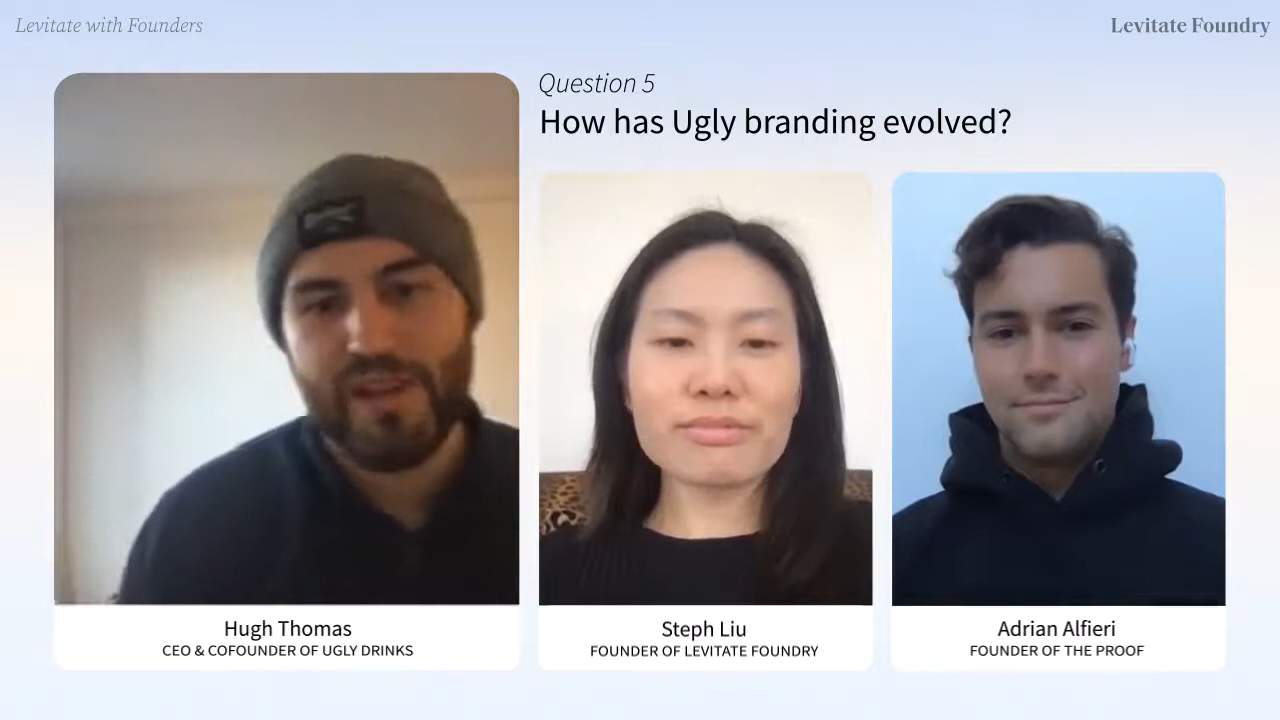 Levitate with Founders
Levitate Foundry
Question 5
How has Ugly branding evolved?
Hugh Thomas
CEO & COFOUNDER OF UGLY DRINKS
Steph Liu
FOUNDER OF LEVITATE FOUNDRY
Adrian Alfieri
FOUNDER OF THE PROOF